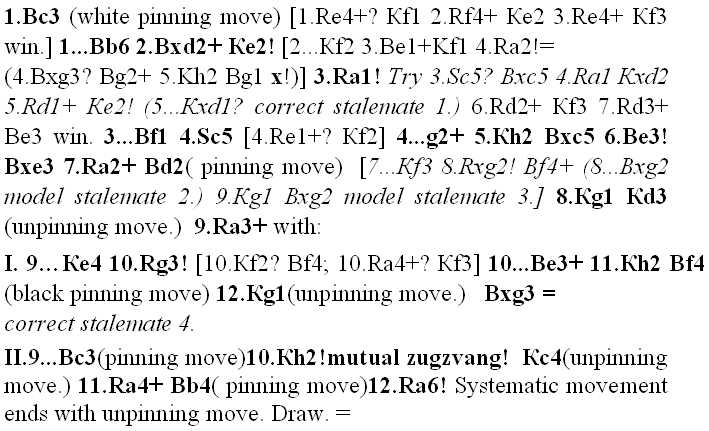 1.Bc3 (white pinning move) [1.Re4+? Kf1 2.Rf4+ Ke2 3.Re4+ Kf3
win.] 1...Bb6 2.Bxd2+ Ke2! [2...Kf2 3.Be1+Kf1 4.Ra2!=
(4.Bxg3? Bg2+ 5.Kh2 Bg1 x!)] 3.Ra1! Try 3.Sc5? Bxc5 4.Ra1 Kxd2
5.Rd1+ Ke2! (5...Kxd1? correct stalemate 1.) 6.Rd2+ Kf3 7.Rd3+
Be3 win. 3...Bf1 4.Sc5 [4.Re1+? Kf2] 4...g2+ 5.Kh2 Bxc5 6.Be3!
Bxe3 7.Ra2+ Bd2( pinning move) [7...Kf3 8.Rxg2! Bf4+ (8...Bxg2
model stalemate 2.) 9.Kg1 Bxg2 model stalemate 3.] 8.Kg1 Kd3
(unpinning move.) 9.Ra3+ with:
I. 9...Ke4 10.Rg3! [10.Kf2? Bf4; 10.Ra4+? Kf3] 10...Be3+ 11.Kh2 Bf4
(black pinning move) 12.Kg1(unpinning move.) Bxg3 =
correct stalemate 4.
II.9...Bc3(pinning move)10.Kh2!mutual zugzvang! Kc4(unpinning
move.) 11.Ra4+ Bb4( pinning move)12.Ra6! Systematic movement
ends with unpinning move. Draw. =